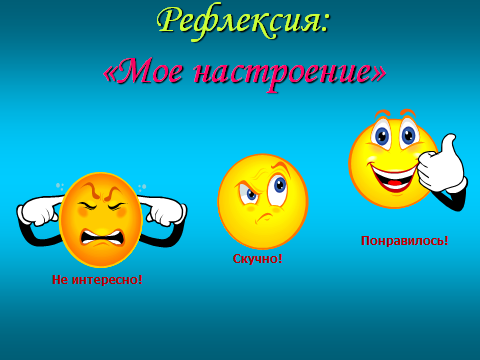 Рефлексия:
«Мое настроение»
Понравилось!
Скучно!
Не интересно!